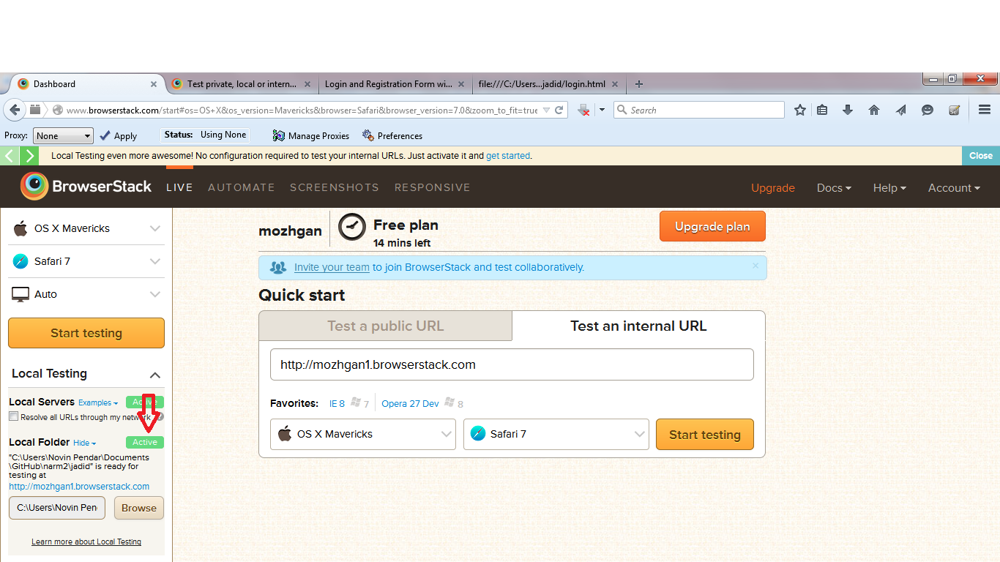 Dashboard
Test private, local or intern...
Login and Registration Form wi...
file:///C:/Users...jadid/login.html
www.browserstack.com/start#os=OS+X&os_version=Mavericks&browser=Safari&browser_version=7.0&zoom_to_fit=true
Search
Proxy: None Apply Status: Using None Manage Proxies Preferences
Local Testing even more awesome! No configuration required to test your internal URLs. Just activate it and get started.
Close
BrowserStack LIVE AUTOMATE SCREENSHOTS RESPONSIVE Upgrade Docs Help Account
OS X Mavericks
Safari 7
Auto
Start testing
Local Testing
Local Servers Examples
Resolve all URLs through my network
Local Folder Hide Active
"C:\Users\Novin Pendar\Documents
\GitHub\narm2\jadid" is ready for
testing at
http://mozhgan1.browserstack.com
C:\Users\Novin Pen Browse
Learn more about Local Testing
mozhgan
Free plan
14 mins left
Upgrade plan
Invite your team to join BrowserStack and test collaboratively.
Quick start
Test a public URL Test an internal URL
http://mozhgan1.browserstack.com
Favorites: IE 8 7 Opera 27 Dev 8
OS X Mavericks Safari 7 Start testing